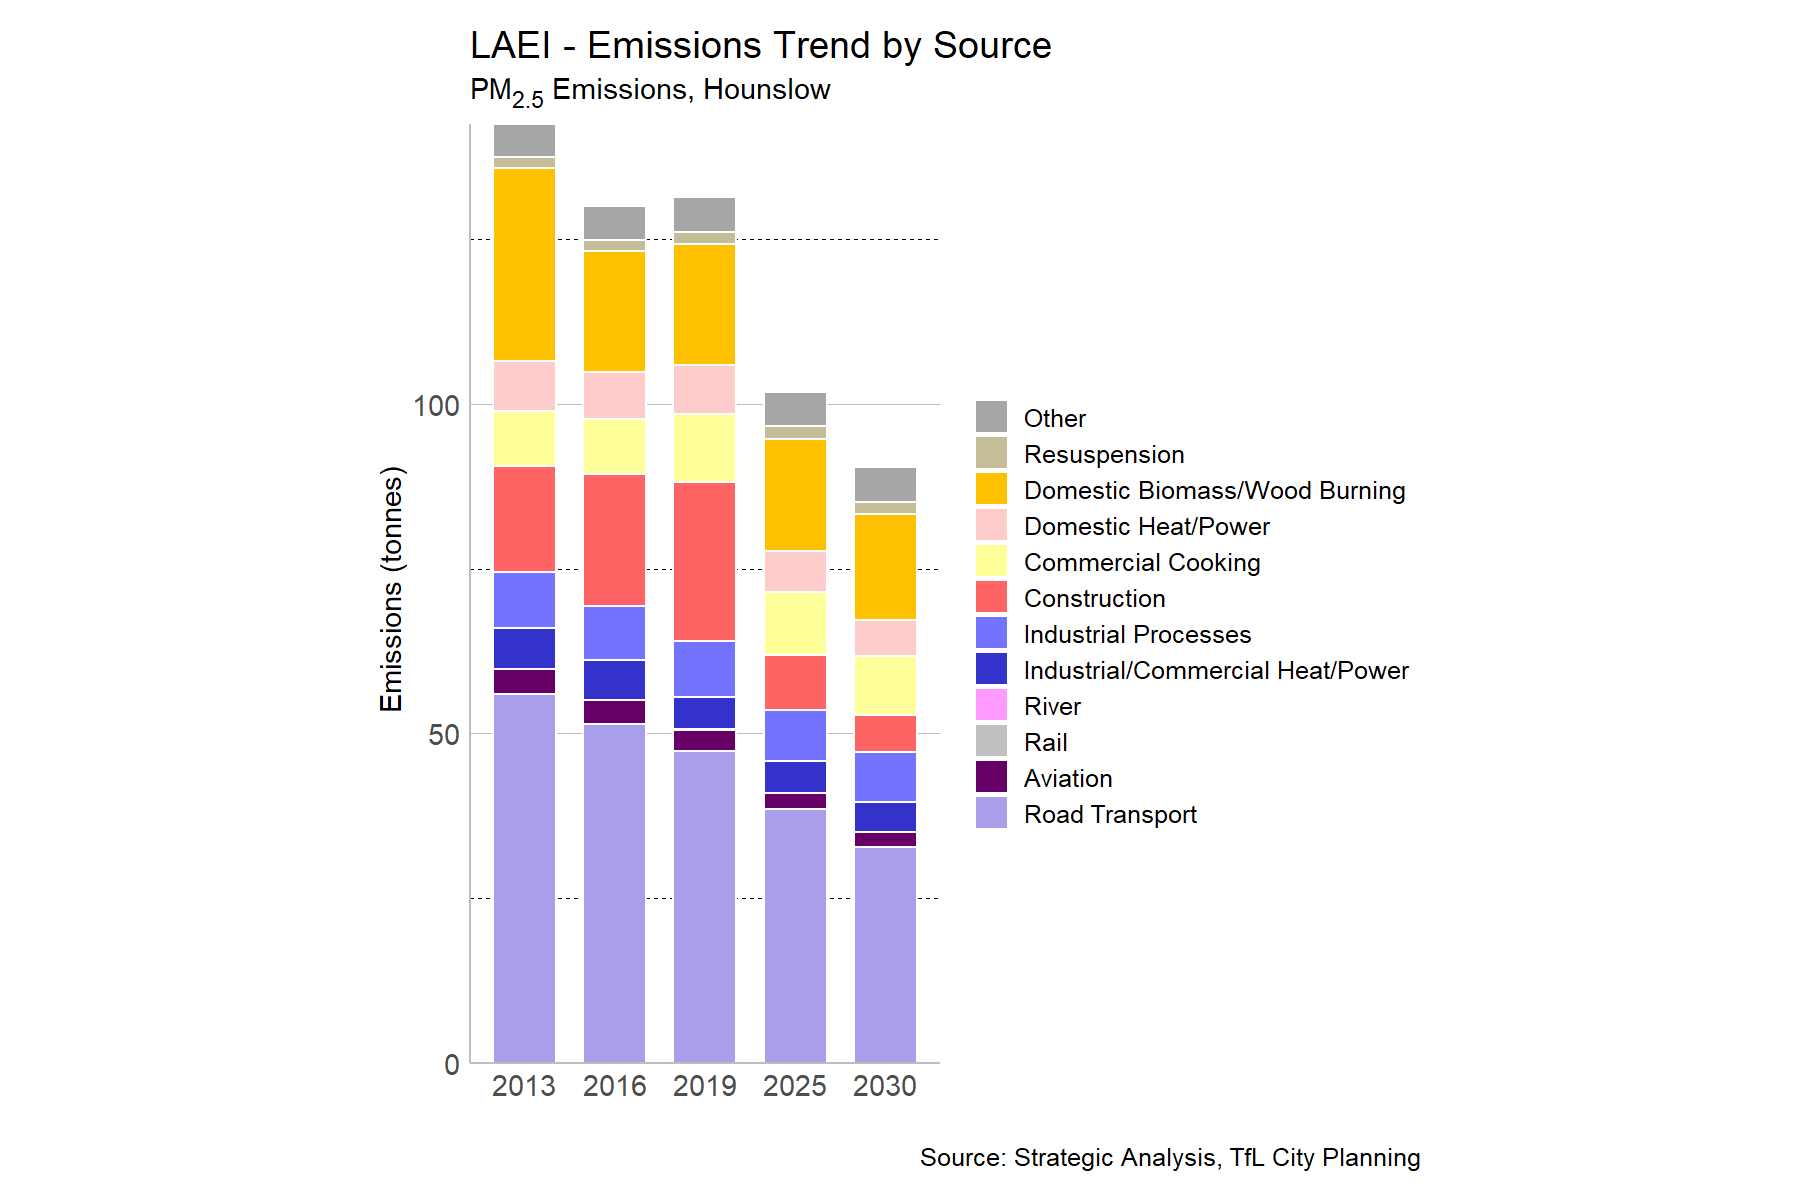 LAEI - Emissions Trend by Source
PM2.5 Emissions, Hounslow
Emissions (tonnes)
100
50
0
2013 2016 2019 2025 2030
Other
Resuspension
Domestic Biomass/Wood Burning
Domestic Heat/Power
Commercial Cooking
Construction
Industrial Processes
Industrial/Commercial Heat/Power
River
Rail
Aviation
Road Transport
Source: Strategic Analysis, TfL City Planning